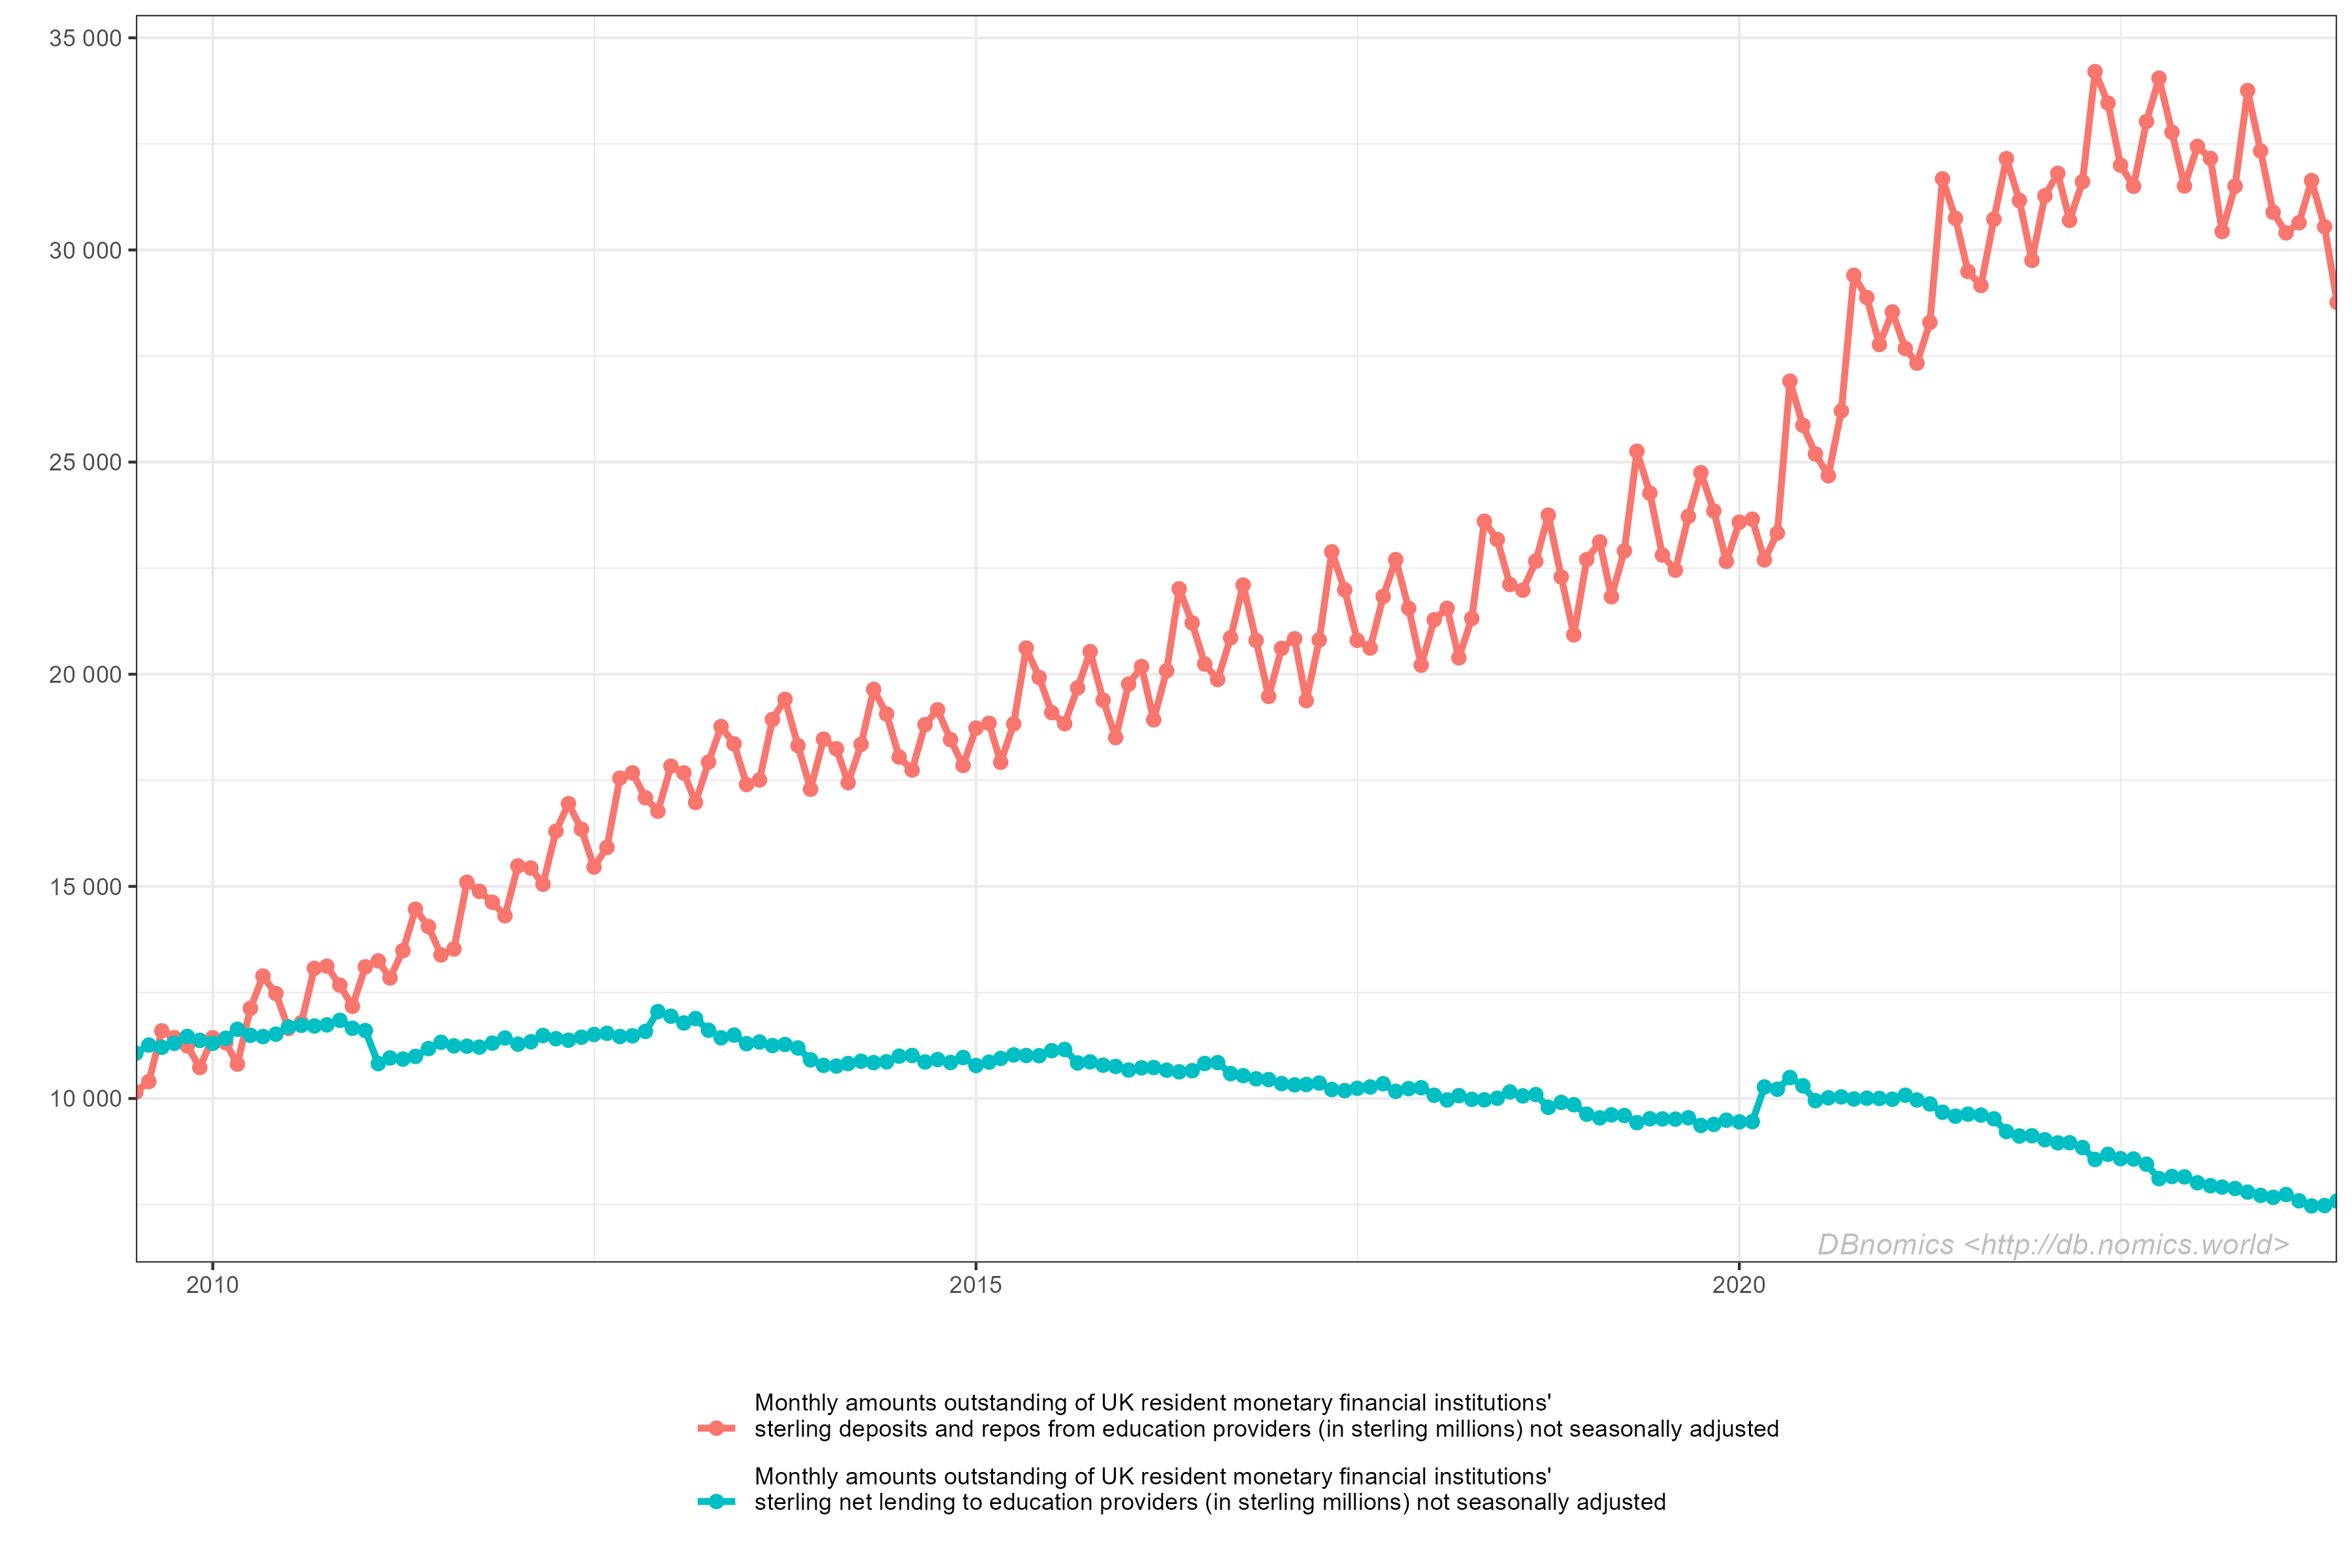 35 000
30 000
25 000
20 000
15 000
10 000
DBnomics <http://db.nomics.world>
2010
2015
2020
Monthly amounts outstanding of UK resident monetary financial institutions'
sterling deposits and repos from education providers (in sterling millions) not seasonally adjusted
Monthly amounts outstanding of UK resident monetary financial institutions'
sterling net lending to education providers (in sterling millions) not seasonally adjusted